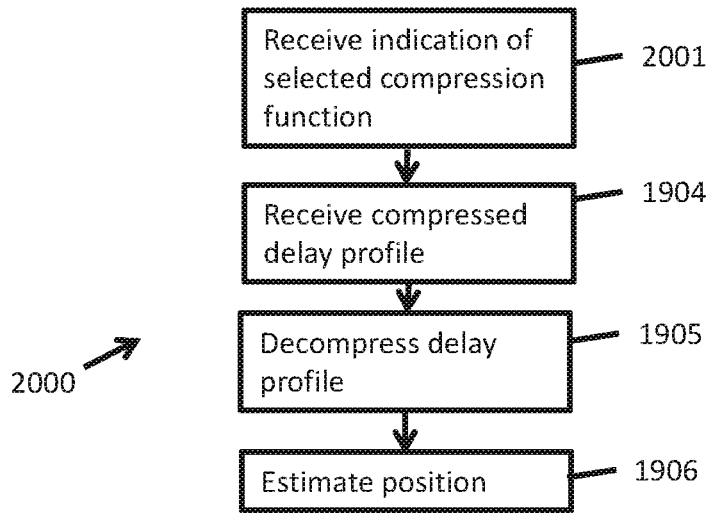 Receive indication of
selected compression
function
2001
Receive compressed
delay profile
1904
Decompress delay
profile
1905
2000
Estimate position
1906